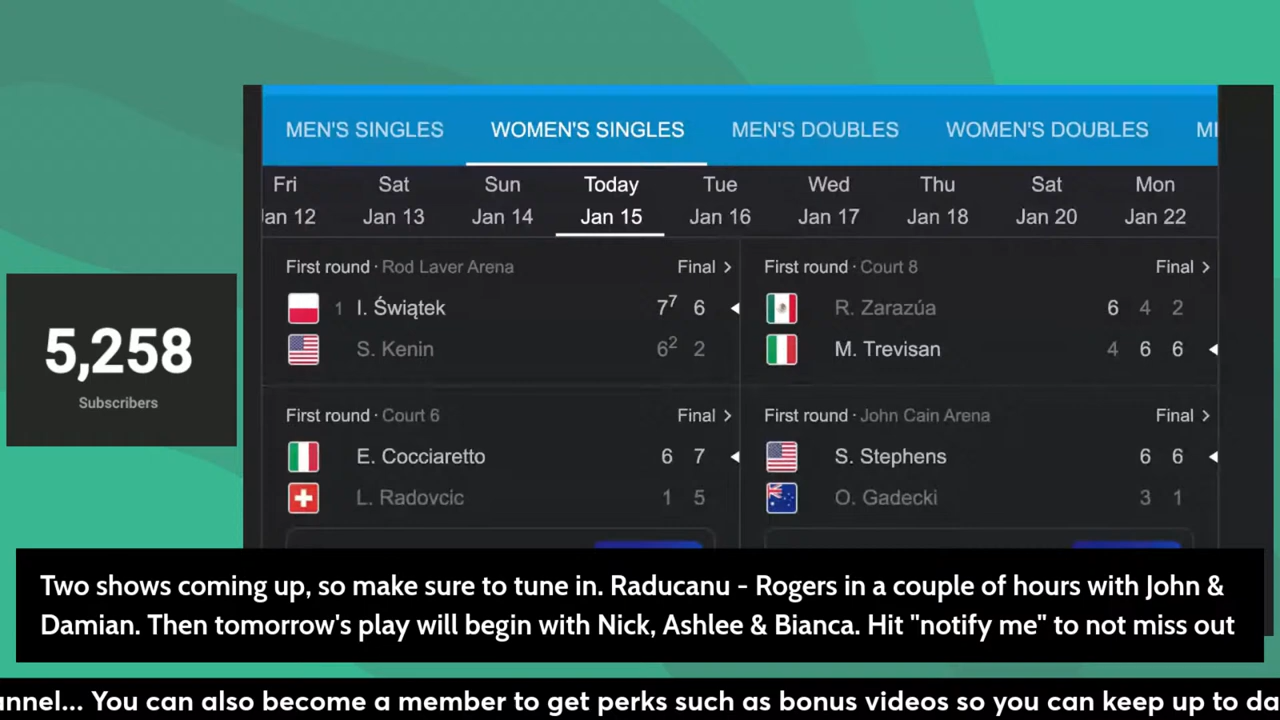 MEN'S SINGLES WOMEN'S SINGLES MEN'S DOUBLES WOMEN'S DOUBLES MI
Fri Sat Sun Today Tue Wed Thu Sat Mon
Jan 12 Jan 13 Jan 14 Jan 15 Jan 16 Jan 17 Jan 18 Jan 20 Jan 22
First round · Rod Laver Arena Final
1 I. Świątek 7⁷ 6
S. Kenin 6² 2
First round · Court 8 Final
R. Zarazúa 6 4 2
M. Trevisan 4 6 6
First round · Court 6 Final
E. Cocciaretto 6 7
L. Radovcic 1 5
First round · John Cain Arena Final
S. Stephens 6 6
O. Gadecki 3 1
5,258
Subscribers
Two shows coming up, so make sure to tune in. Raducanu - Rogers in a couple of hours with John &
Damian. Then tomorrow's play will begin with Nick, Ashlee & Bianca. Hit "notify me" to not miss out
annel... You can also become a member to get perks such as bonus videos so you can keep up to da